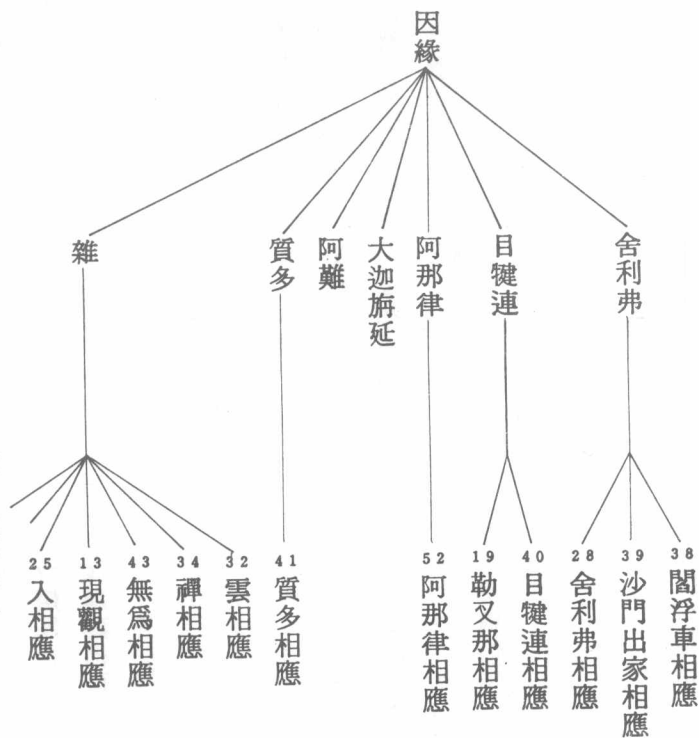 因緣
舍利弗
目犍連
阿那律
大迦旃延
阿難
質多
雜
38 閻浮車相應
39 沙門出家相應
28 舍利弗相應
40 目犍連相應
19 勒叉那相應
52 阿那律相應
41 質多相應
32 雲相應
34 禪相應
43 無爲相應
13 現觀相應
25 入相應